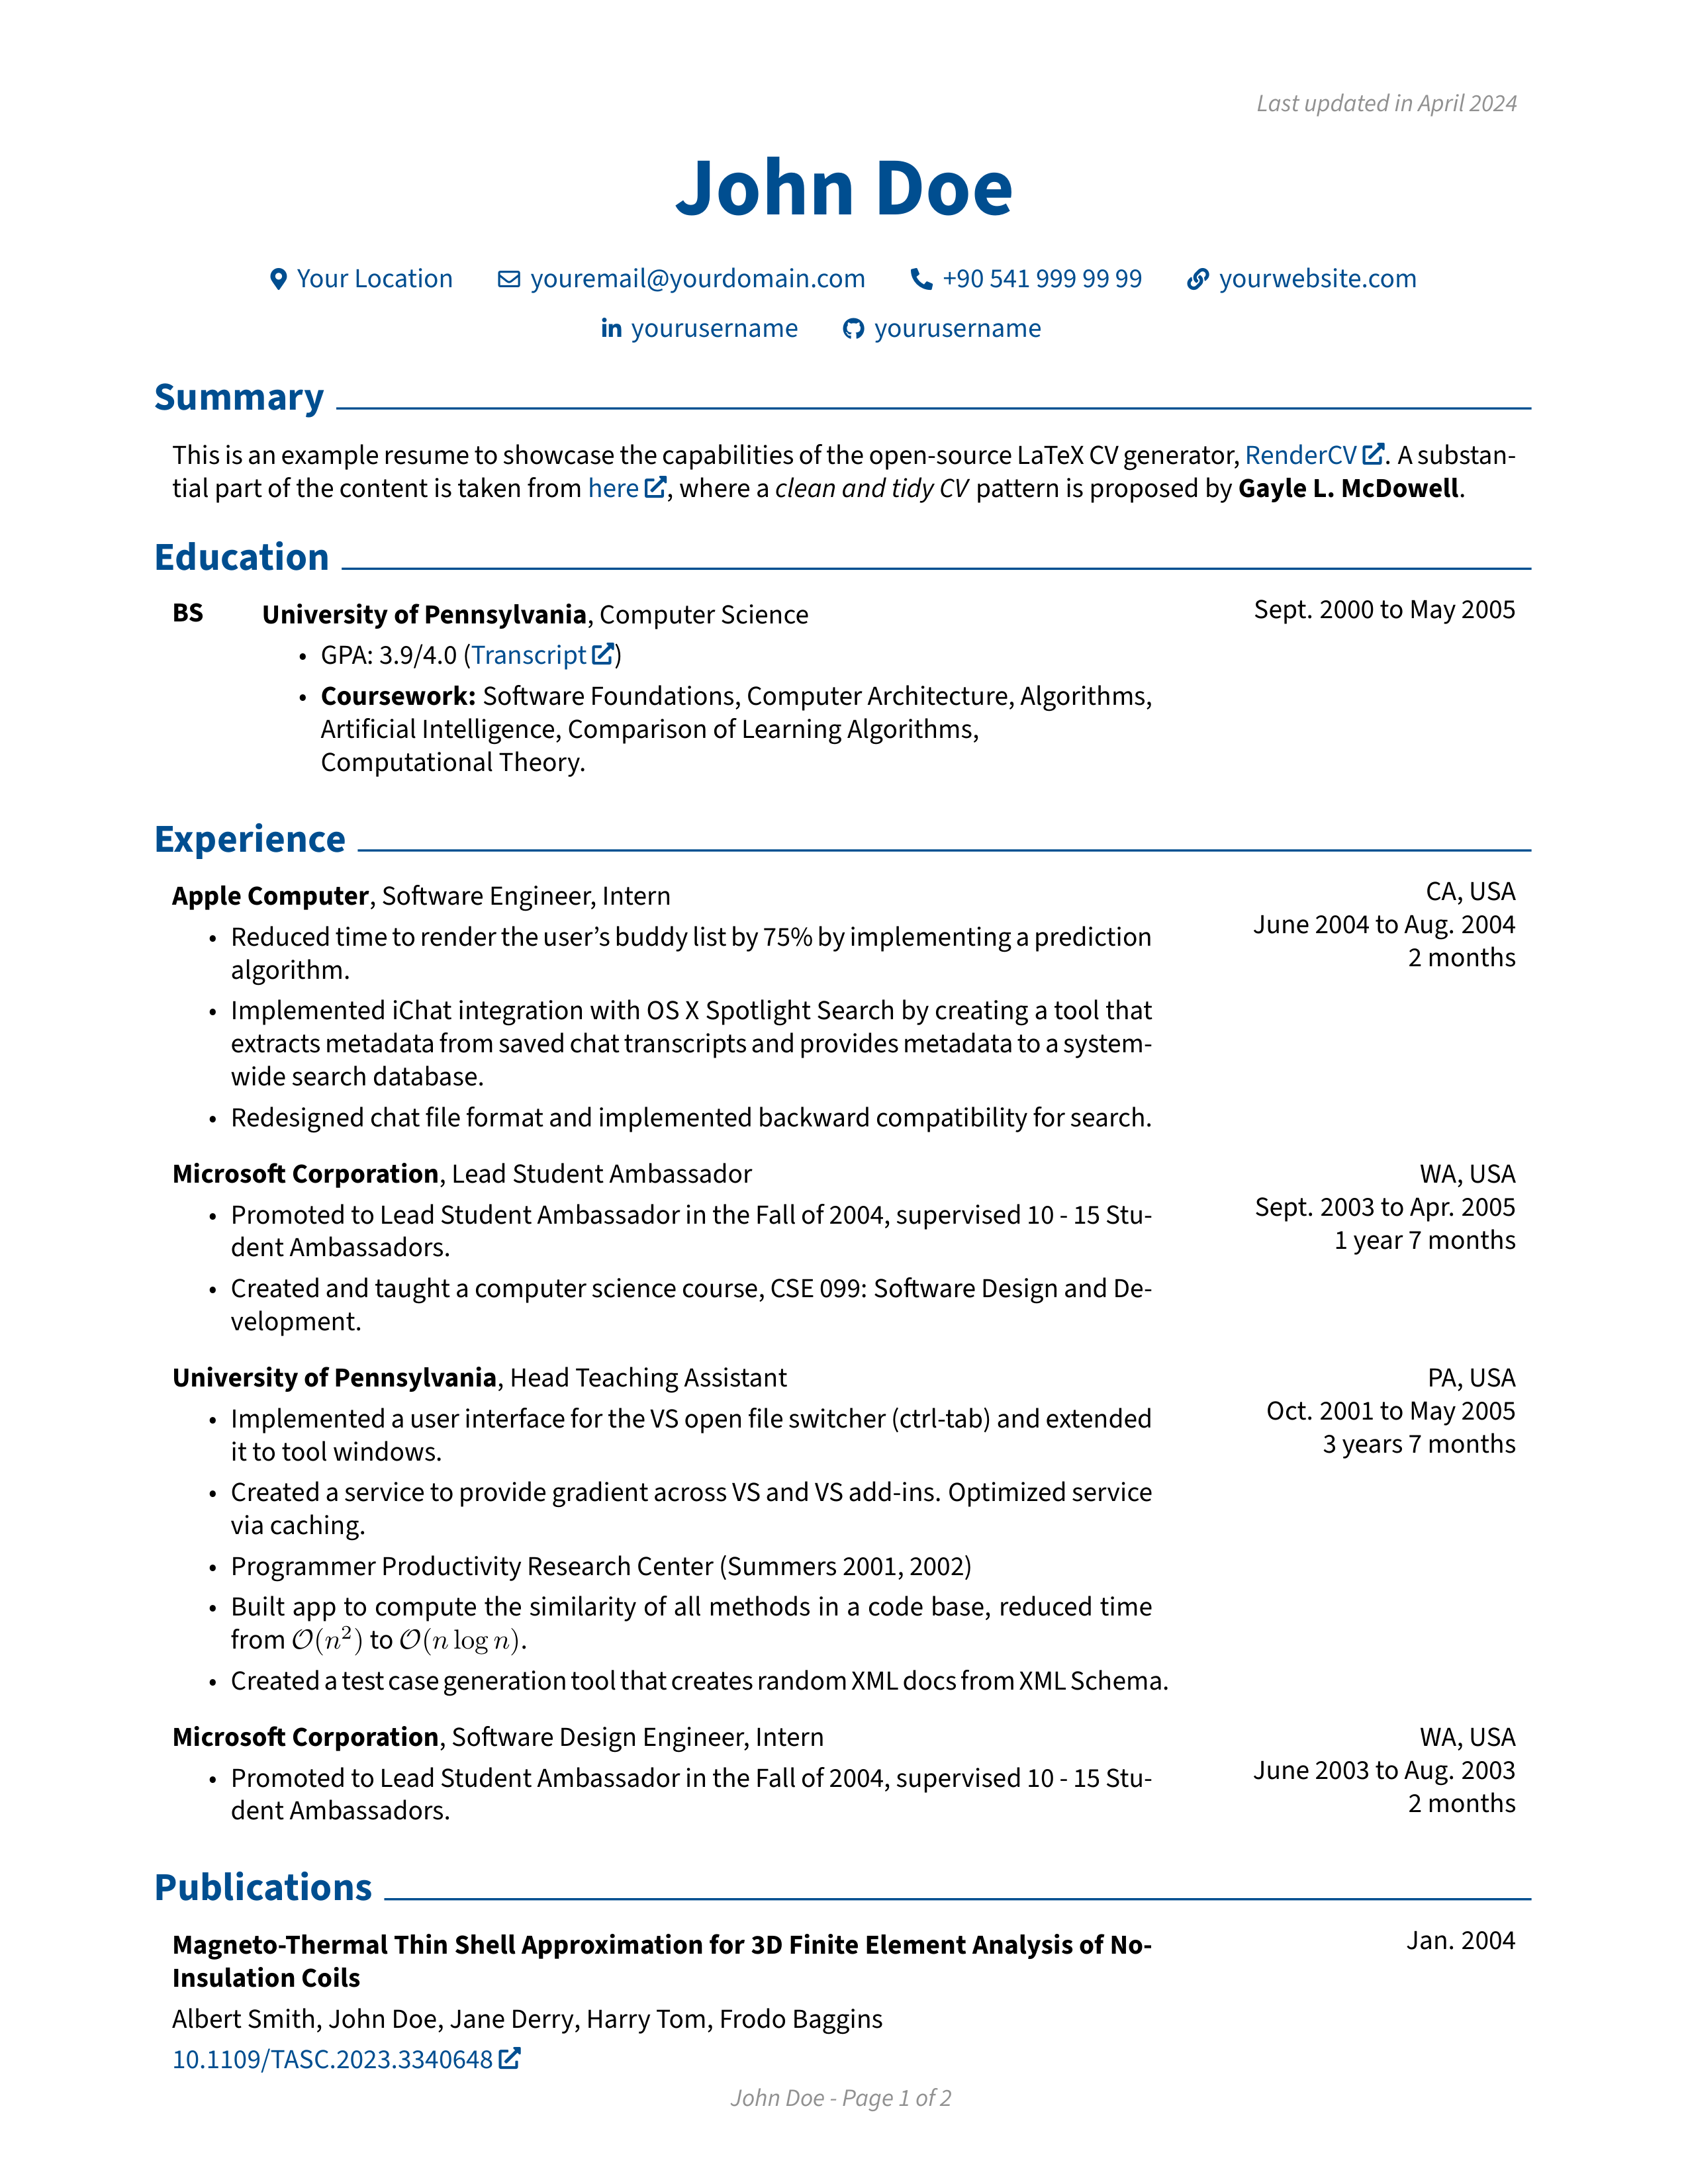 Last updated in April 2024
John Doe
Your Location youremail@yourdomain.com +90 541 999 99 99 yourwebsite.com
yourusername yourusername
Summary
This is an example resume to showcase the capabilities of the open-source LaTeX CV generator, RenderCV. A substan-
tial part of the content is taken from here, where a clean and tidy CV pattern is proposed by Gayle L. McDowell.
Education
BS University of Pennsylvania, Computer Science Sept. 2000 to May 2005
• GPA: 3.9/4.0 (Transcript)
• Coursework: Software Foundations, Computer Architecture, Algorithms,
Artificial Intelligence, Comparison of Learning Algorithms,
Computational Theory.
Experience
Apple Computer, Software Engineer, Intern
CA, USA
June 2004 to Aug. 2004
2 months
• Reduced time to render the user’s buddy list by 75% by implementing a prediction
algorithm.
• Implemented iChat integration with OS X Spotlight Search by creating a tool that
extracts metadata from saved chat transcripts and provides metadata to a system-
wide search database.
• Redesigned chat file format and implemented backward compatibility for search.
Microsoft Corporation, Lead Student Ambassador
WA, USA
Sept. 2003 to Apr. 2005
1 year 7 months
• Promoted to Lead Student Ambassador in the Fall of 2004, supervised 10 - 15 Stu-
dent Ambassadors.
• Created and taught a computer science course, CSE 099: Software Design and De-
velopment.
University of Pennsylvania, Head Teaching Assistant
PA, USA
Oct. 2001 to May 2005
3 years 7 months
• Implemented a user interface for the VS open file switcher (ctrl-tab) and extended
it to tool windows.
• Created a service to provide gradient across VS and VS add-ins. Optimized service
via caching.
• Programmer Productivity Research Center (Summers 2001, 2002)
• Built app to compute the similarity of all methods in a code base, reduced time
from 𝒪(n²) to 𝒪(n log n).
• Created a test case generation tool that creates random XML docs from XML Schema.
Microsoft Corporation, Software Design Engineer, Intern
WA, USA
June 2003 to Aug. 2003
2 months
• Promoted to Lead Student Ambassador in the Fall of 2004, supervised 10 - 15 Stu-
dent Ambassadors.
Publications
Magneto-Thermal Thin Shell Approximation for 3D Finite Element Analysis of No-
Insulation Coils
Jan. 2004
Albert Smith, John Doe, Jane Derry, Harry Tom, Frodo Baggins
10.1109/TASC.2023.3340648
John Doe - Page 1 of 2